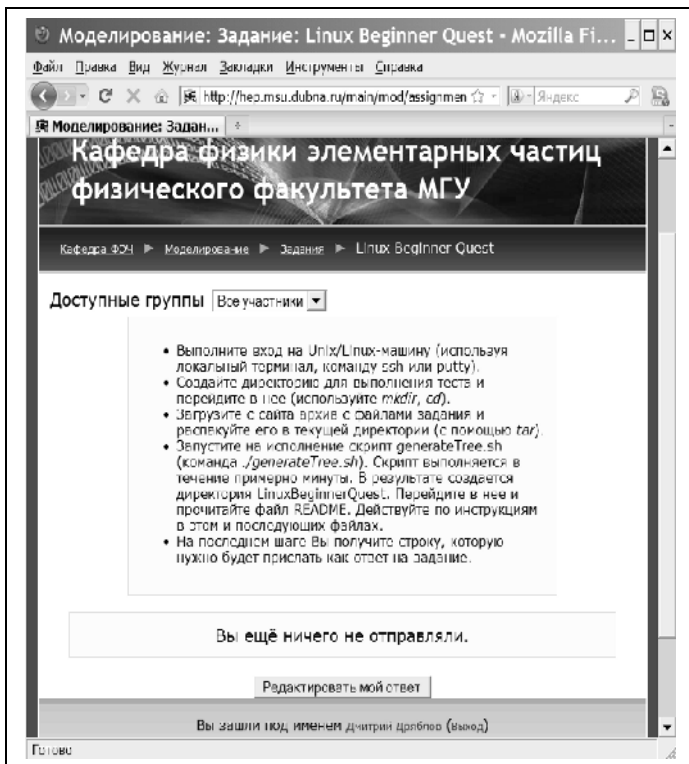 Моделирование: Задание: Linux Beginner Quest - Mozilla Fi...
Файл Правка Вид Журнал Закладки Инструменты Справка
http://hep.msu.dubna.ru/main/mod/assignmen Яндекс
Моделирование: Задан...
Кафедра физики элементарных частиц
физического факультета МГУ
Кафедра ФЭЧ ► Моделирование ► Задания ► Linux Beginner Quest
Доступные группы Все участники
• Выполните вход на Unix/Linux-машину (используя
локальный терминал, команду ssh или putty).
• Создайте директорию для выполнения теста и
перейдите в нее (используйте mkdir, cd).
• Загрузите с сайта архив с файлами задания и
распакуйте его в текущей директории (с помощью tar).
• Запустите на исполнение скрипт generateTree.sh
(команда ./generateTree.sh). Скрипт выполняется в
течение примерно минуты. В результате создается
директория LinuxBeginnerQuest. Перейдите в нее и
прочитайте файл README. Действуйте по инструкциям
в этом и последующих файлах.
• На последнем шаге Вы получите строку, которую
нужно будет прислать как ответ на задание.
Вы ещё ничего не отправляли.
Редактировать мой ответ
Вы зашли под именем Дмитрий (Выход)
Готово